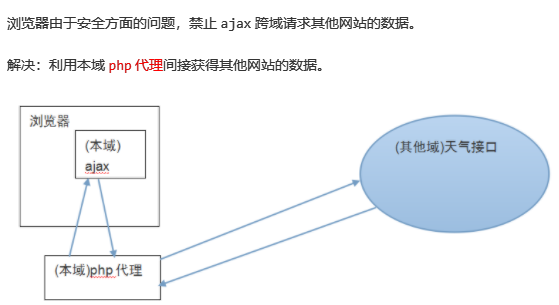 浏览器由于安全方面的问题，禁止 ajax 跨域请求其他网站的数据。
解决：利用本域 php 代理间接获得其他网站的数据。
浏览器
(本域)
ajax
(其他域)天气接口
(本域)php 代理